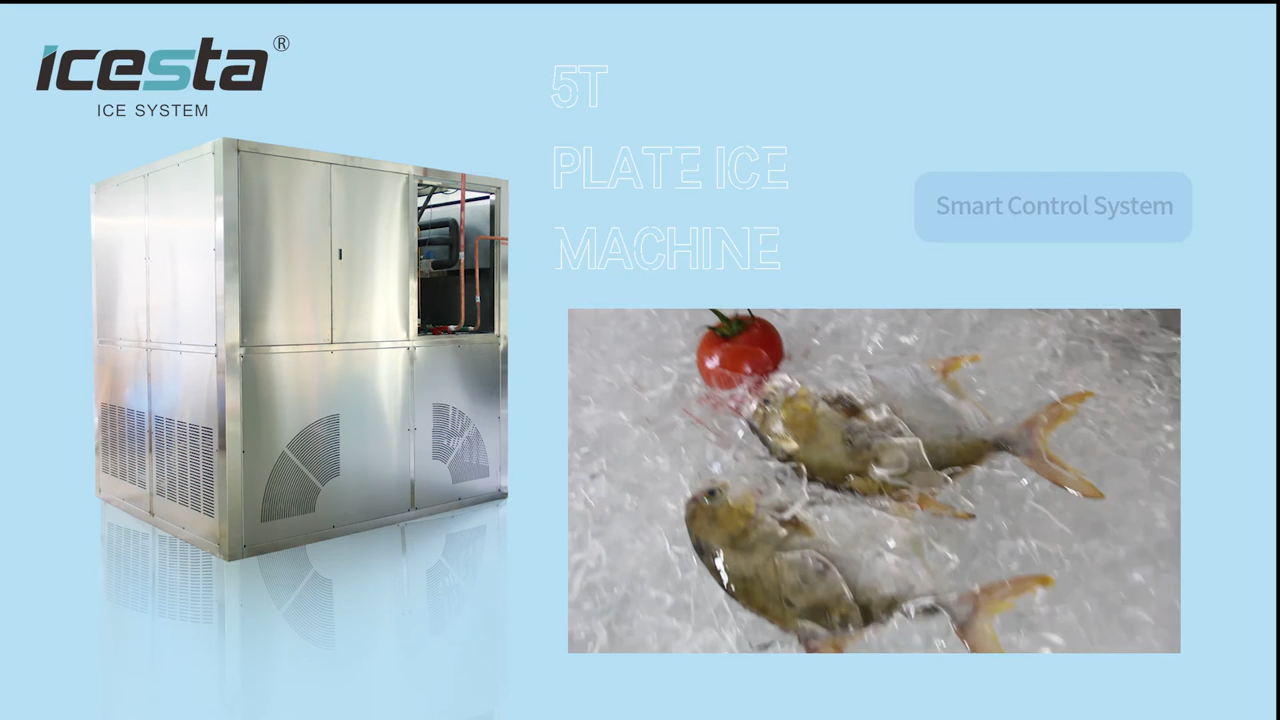 icesta®
ICE SYSTEM
5T
PLATE ICE
MACHINE
Smart Control System